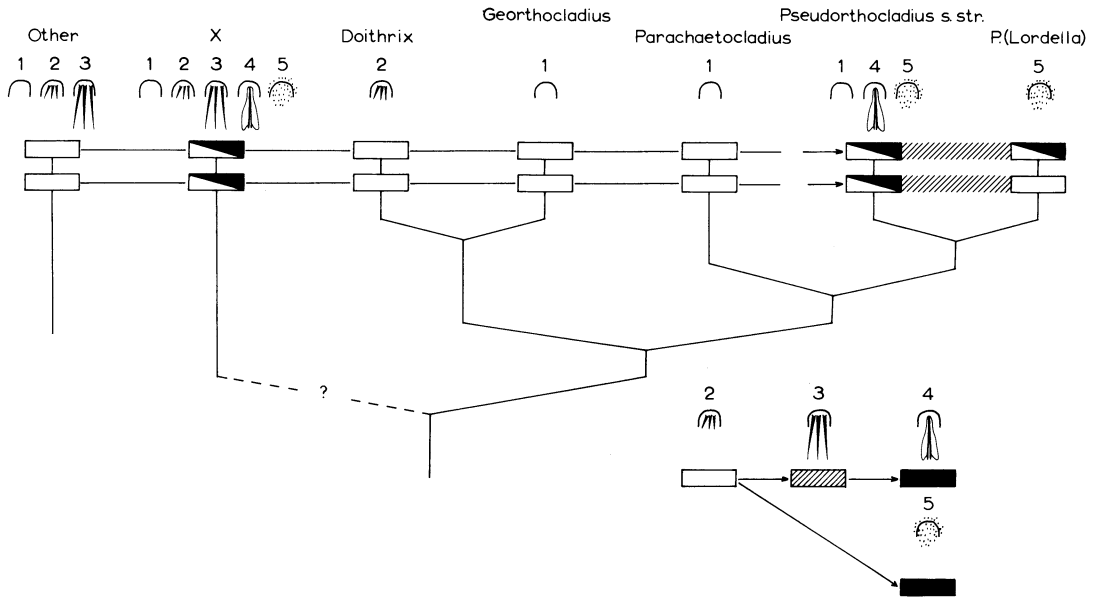 Georthocladius Pseudorthocladius s. str.
Other X Doithrix Parachaetocladius P.(Lordella)
1 2 3 1 2 3 4 5 2 1 1 1 4 5 5
?
2 3 4
5